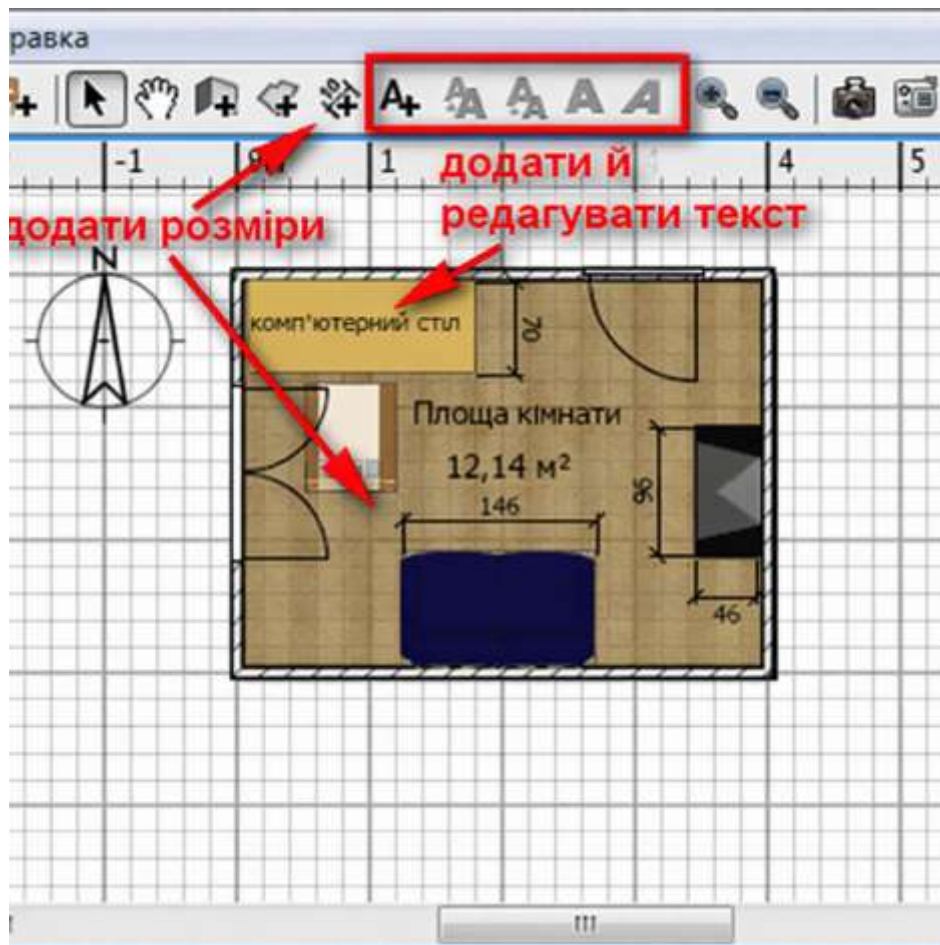 равка
-1
1
4
5
додати й
редагувати текст
додати розміри
N
комп'ютерний стіл
70
Площа кімнати
12,14 м²
96
146
46